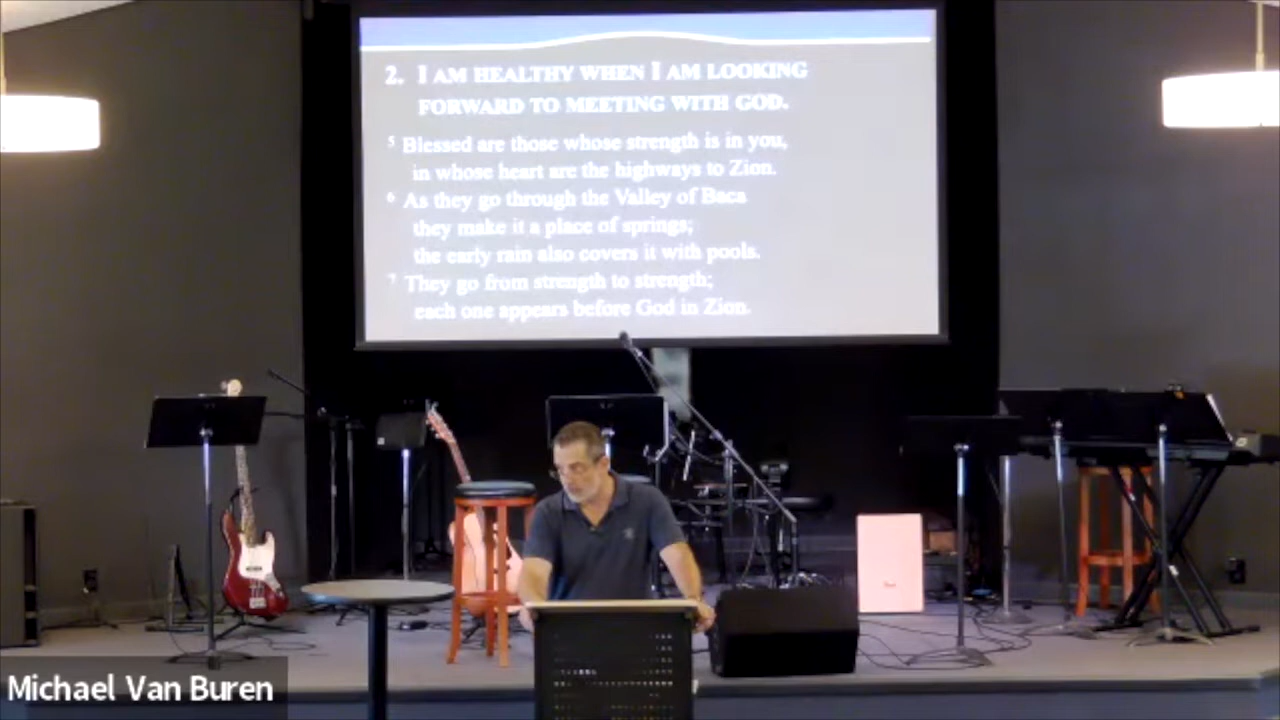 2. I AM HEALTHY WHEN I AM LOOKING
FORWARD TO MEETING WITH GOD.
5 Blessed are those whose strength is in you,
in whose heart are the highways to Zion.
6 As they go through the Valley of Baca
they make it a place of springs;
the early rain also covers it with pools.
7 They go from strength to strength;
each one appears before God in Zion.
Michael Van Buren